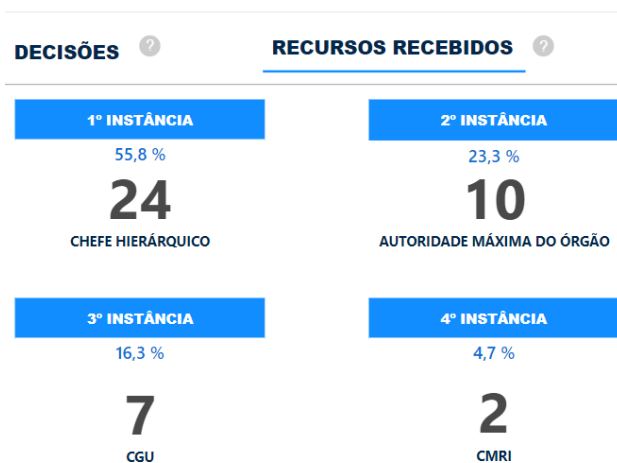 DECISÕES ?
RECURSOS RECEBIDOS ?
1º INSTÂNCIA
55,8 %
24
CHEFE HIERÁRQUICO
2º INSTÂNCIA
23,3 %
10
AUTORIDADE MÁXIMA DO ÓRGÃO
3º INSTÂNCIA
16,3 %
7
CGU
4º INSTÂNCIA
4,7 %
2
CMRI